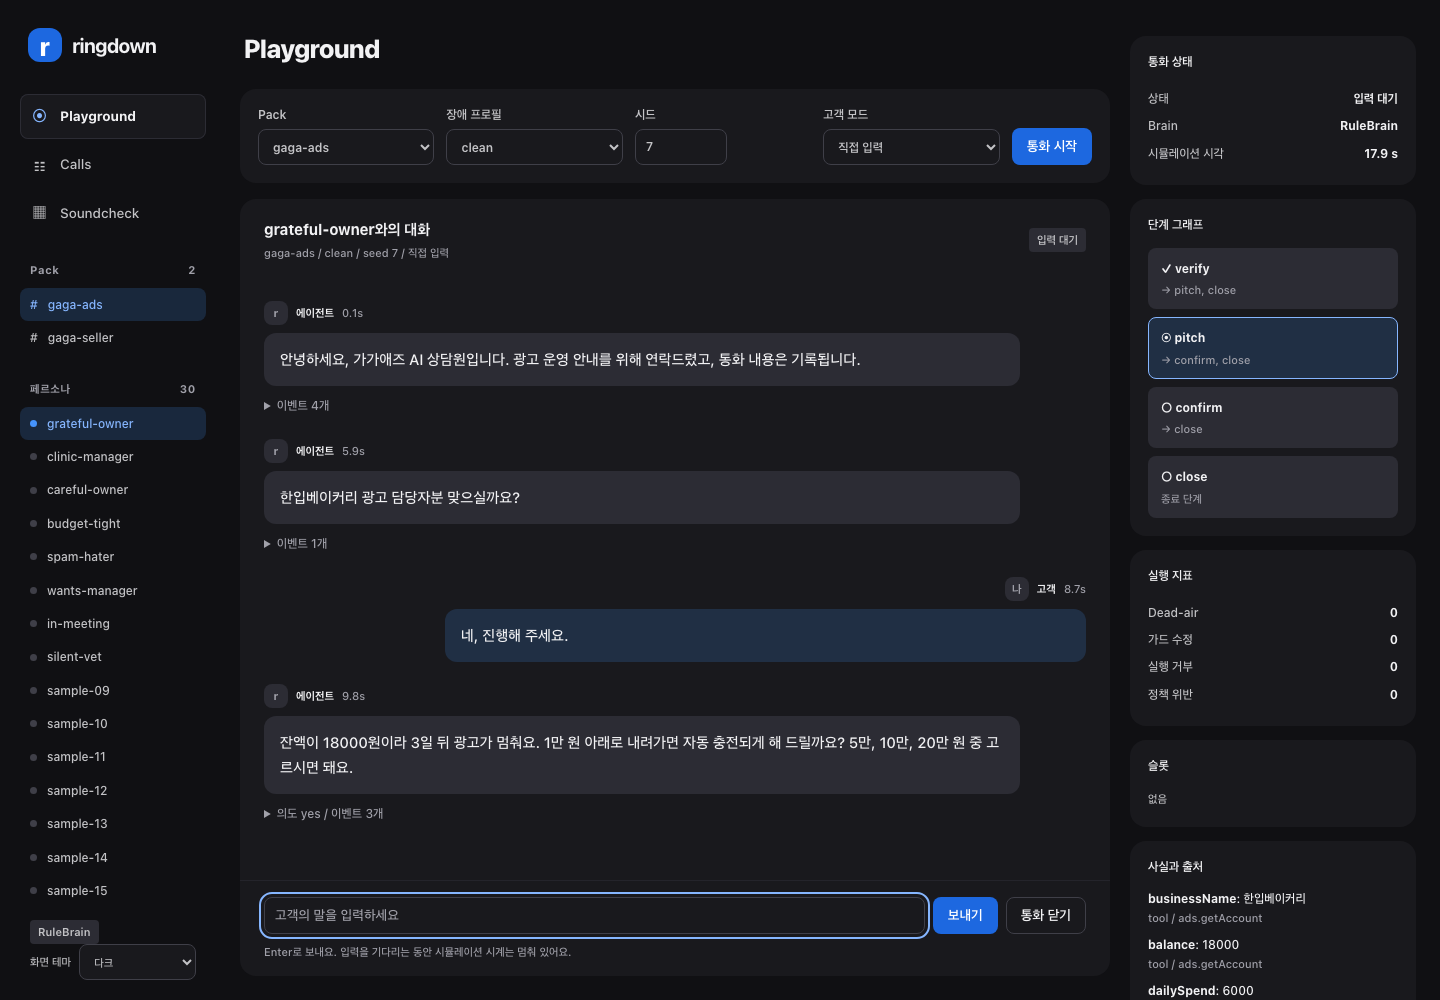 r ringdown
Playground
Calls
Soundcheck
Pack 2
# gaga-ads
# gaga-seller
페르소나 30
grateful-owner
clinic-manager
careful-owner
budget-tight
spam-hater
wants-manager
in-meeting
silent-vet
sample-09
sample-10
sample-11
sample-12
sample-13
sample-14
sample-15
RuleBrain
화면 테마 다크
Playground
Pack 장애 프로필 시드 고객 모드
gaga-ads clean 7 직접 입력 통화 시작
grateful-owner와의 대화
gaga-ads / clean / seed 7 / 직접 입력
입력 대기
r 에이전트 0.1s
안녕하세요, 가가애즈 AI 상담원입니다. 광고 운영 안내를 위해 연락드렸고, 통화 내용은 기록됩니다.
▶ 이벤트 4개
r 에이전트 5.9s
한입베이커리 광고 담당자분 맞으실까요?
▶ 이벤트 1개
나 고객 8.7s
네, 진행해 주세요.
r 에이전트 9.8s
잔액이 18000원이라 3일 뒤 광고가 멈춰요. 1만 원 아래로 내려가면 자동 충전되게 해 드릴까요? 5만, 10만, 20만 원 중 고
르시면 돼요.
▶ 의도 yes / 이벤트 3개
고객의 말을 입력하세요 보내기 통화 닫기
Enter로 보내요. 입력을 기다리는 동안 시뮬레이션 시계는 멈춰 있어요.
통화 상태
상태 입력 대기
Brain RuleBrain
시뮬레이션 시각 17.9 s
단계 그래프
✓ verify
→ pitch, close
pitch
→ confirm, close
confirm
→ close
close
종료 단계
실행 지표
Dead-air 0
가드 수정 0
실행 거부 0
정책 위반 0
슬롯
없음
사실과 출처
businessName: 한입베이커리
tool / ads.getAccount
balance: 18000
tool / ads.getAccount
dailySpend: 6000